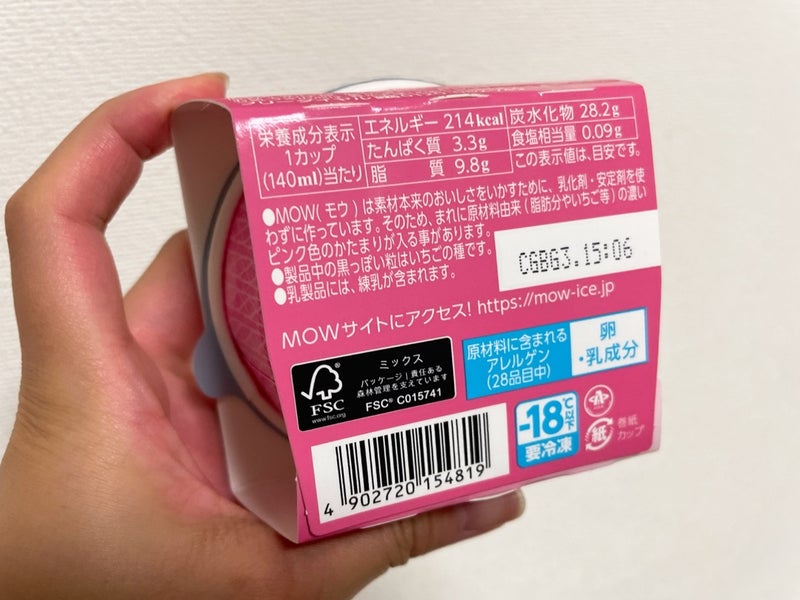 栄養成分表示
1カップ
(140ml)当たり
エネルギー 214kcal
炭水化物 28.2g
たんぱく質 3.3g
食塩相当量 0.09g
脂 質 9.8g
この表示値は、目安です。
●MOW(モウ)は素材本来のおいしさをいかすために、乳化剤・安定剤を使
わずに作っています。そのため、まれに原材料由来(脂肪分やいちご等)の濃い
ピンク色のかたまりが入る事があります。
●製品中の黒っぽい粒はいちごの種です。
●乳製品には、練乳が含まれます。
CGBG3.15:06
MOWサイトにアクセス! https://mow-ice.jp
FSC®
www.fsc.org
ミックス
パッケージ|責任ある
森林管理を支えています
FSC® C015741
原材料に含まれる
アレルゲン
(28品目中)
卵
・乳成分
-18℃以下
要冷凍
紙
巻紙
カップ
4 902720 154819